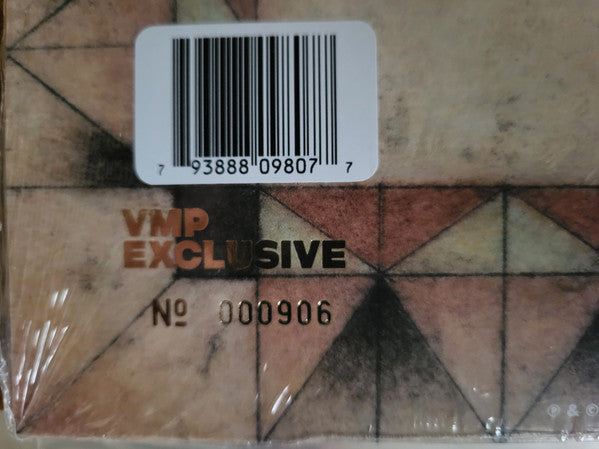 7 93888 09807 7
VMP
EXCLUSIVE
Nº 000906
℗ & ©